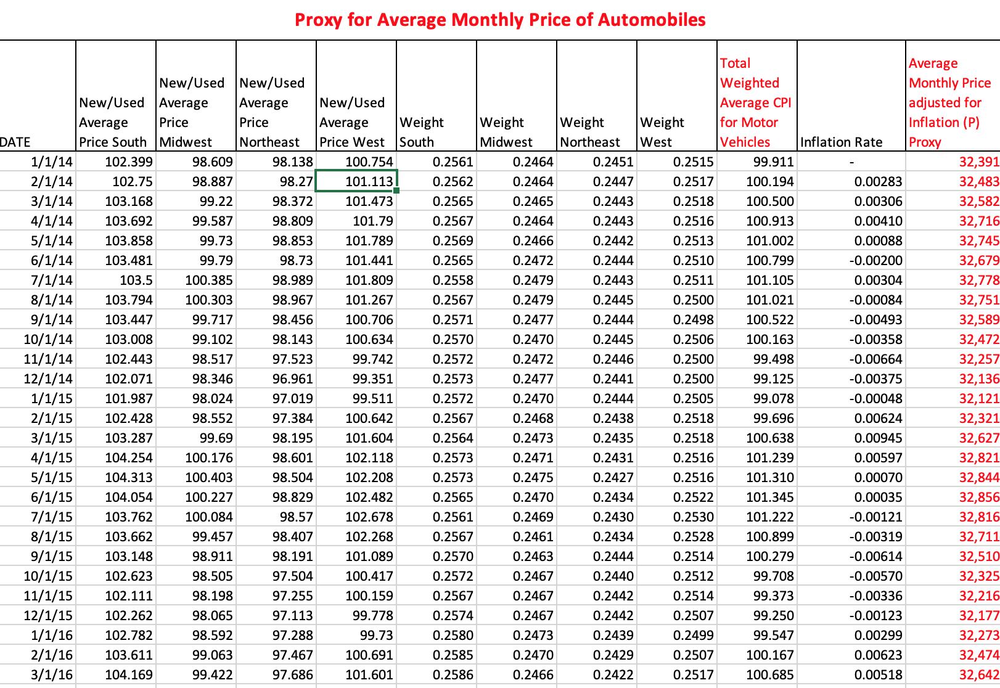 Proxy for Average Monthly Price of Automobiles
DATE New/Used Average Price South New/Used Average Price Midwest New/Used Average Price Northeast New/Used Average Price West Weight South Weight Midwest Weight Northeast Weight West Total Weighted Average CPI for Motor Vehicles Inflation Rate Average Monthly Price adjusted for Inflation (P) Proxy
1/1/14 102.399 98.609 98.138 100.754 0.2561 0.2464 0.2451 0.2515 99.911 - 32,391
2/1/14 102.75 98.887 98.27 101.113 0.2562 0.2464 0.2447 0.2517 100.194 0.00283 32,483
3/1/14 103.168 99.22 98.372 101.473 0.2565 0.2465 0.2443 0.2518 100.500 0.00306 32,582
4/1/14 103.692 99.587 98.809 101.79 0.2567 0.2464 0.2443 0.2516 100.913 0.00410 32,716
5/1/14 103.858 99.73 98.853 101.789 0.2569 0.2466 0.2442 0.2513 101.002 0.00088 32,745
6/1/14 103.481 99.79 98.73 101.441 0.2565 0.2472 0.2444 0.2510 100.799 -0.00200 32,679
7/1/14 103.5 100.385 98.989 101.809 0.2558 0.2479 0.2443 0.2511 101.105 0.00304 32,778
8/1/14 103.794 100.303 98.967 101.267 0.2567 0.2479 0.2445 0.2500 101.021 -0.00084 32,751
9/1/14 103.447 99.717 98.456 100.706 0.2571 0.2477 0.2444 0.2498 100.522 -0.00493 32,589
10/1/14 103.008 99.102 98.143 100.634 0.2570 0.2470 0.2445 0.2506 100.163 -0.00358 32,472
11/1/14 102.443 98.517 97.523 99.742 0.2572 0.2472 0.2446 0.2500 99.498 -0.00664 32,257
12/1/14 102.071 98.346 96.961 99.351 0.2573 0.2477 0.2441 0.2500 99.125 -0.00375 32,136
1/1/15 101.987 98.024 97.019 99.511 0.2572 0.2470 0.2444 0.2505 99.078 -0.00048 32,121
2/1/15 102.428 98.552 97.384 100.642 0.2567 0.2468 0.2438 0.2518 99.696 0.00624 32,321
3/1/15 103.287 99.69 98.195 101.604 0.2564 0.2473 0.2435 0.2518 100.638 0.00945 32,627
4/1/15 104.254 100.176 98.601 102.118 0.2573 0.2471 0.2431 0.2516 101.239 0.00597 32,821
5/1/15 104.313 100.403 98.504 102.208 0.2573 0.2475 0.2427 0.2516 101.310 0.00070 32,844
6/1/15 104.054 100.227 98.829 102.482 0.2565 0.2470 0.2434 0.2522 101.345 0.00035 32,856
7/1/15 103.762 100.084 98.57 102.678 0.2561 0.2469 0.2430 0.2530 101.222 -0.00121 32,816
8/1/15 103.662 99.457 98.407 102.268 0.2567 0.2461 0.2434 0.2528 100.899 -0.00319 32,711
9/1/15 103.148 98.911 98.191 101.089 0.2570 0.2463 0.2444 0.2514 100.279 -0.00614 32,510
10/1/15 102.623 98.505 97.504 100.417 0.2572 0.2467 0.2440 0.2512 99.708 -0.00570 32,325
11/1/15 102.111 98.198 97.255 100.159 0.2567 0.2467 0.2442 0.2514 99.373 -0.00336 32,216
12/1/15 102.262 98.065 97.113 99.778 0.2574 0.2467 0.2442 0.2507 99.250 -0.00123 32,177
1/1/16 102.782 98.592 97.288 99.73 0.2580 0.2473 0.2439 0.2499 99.547 0.00299 32,273
2/1/16 103.611 99.063 97.467 100.691 0.2585 0.2470 0.2429 0.2507 100.167 0.00623 32,474
3/1/16 104.169 99.422 97.686 101.601 0.2586 0.2466 0.2422 0.2517 100.685 0.00518 32,642